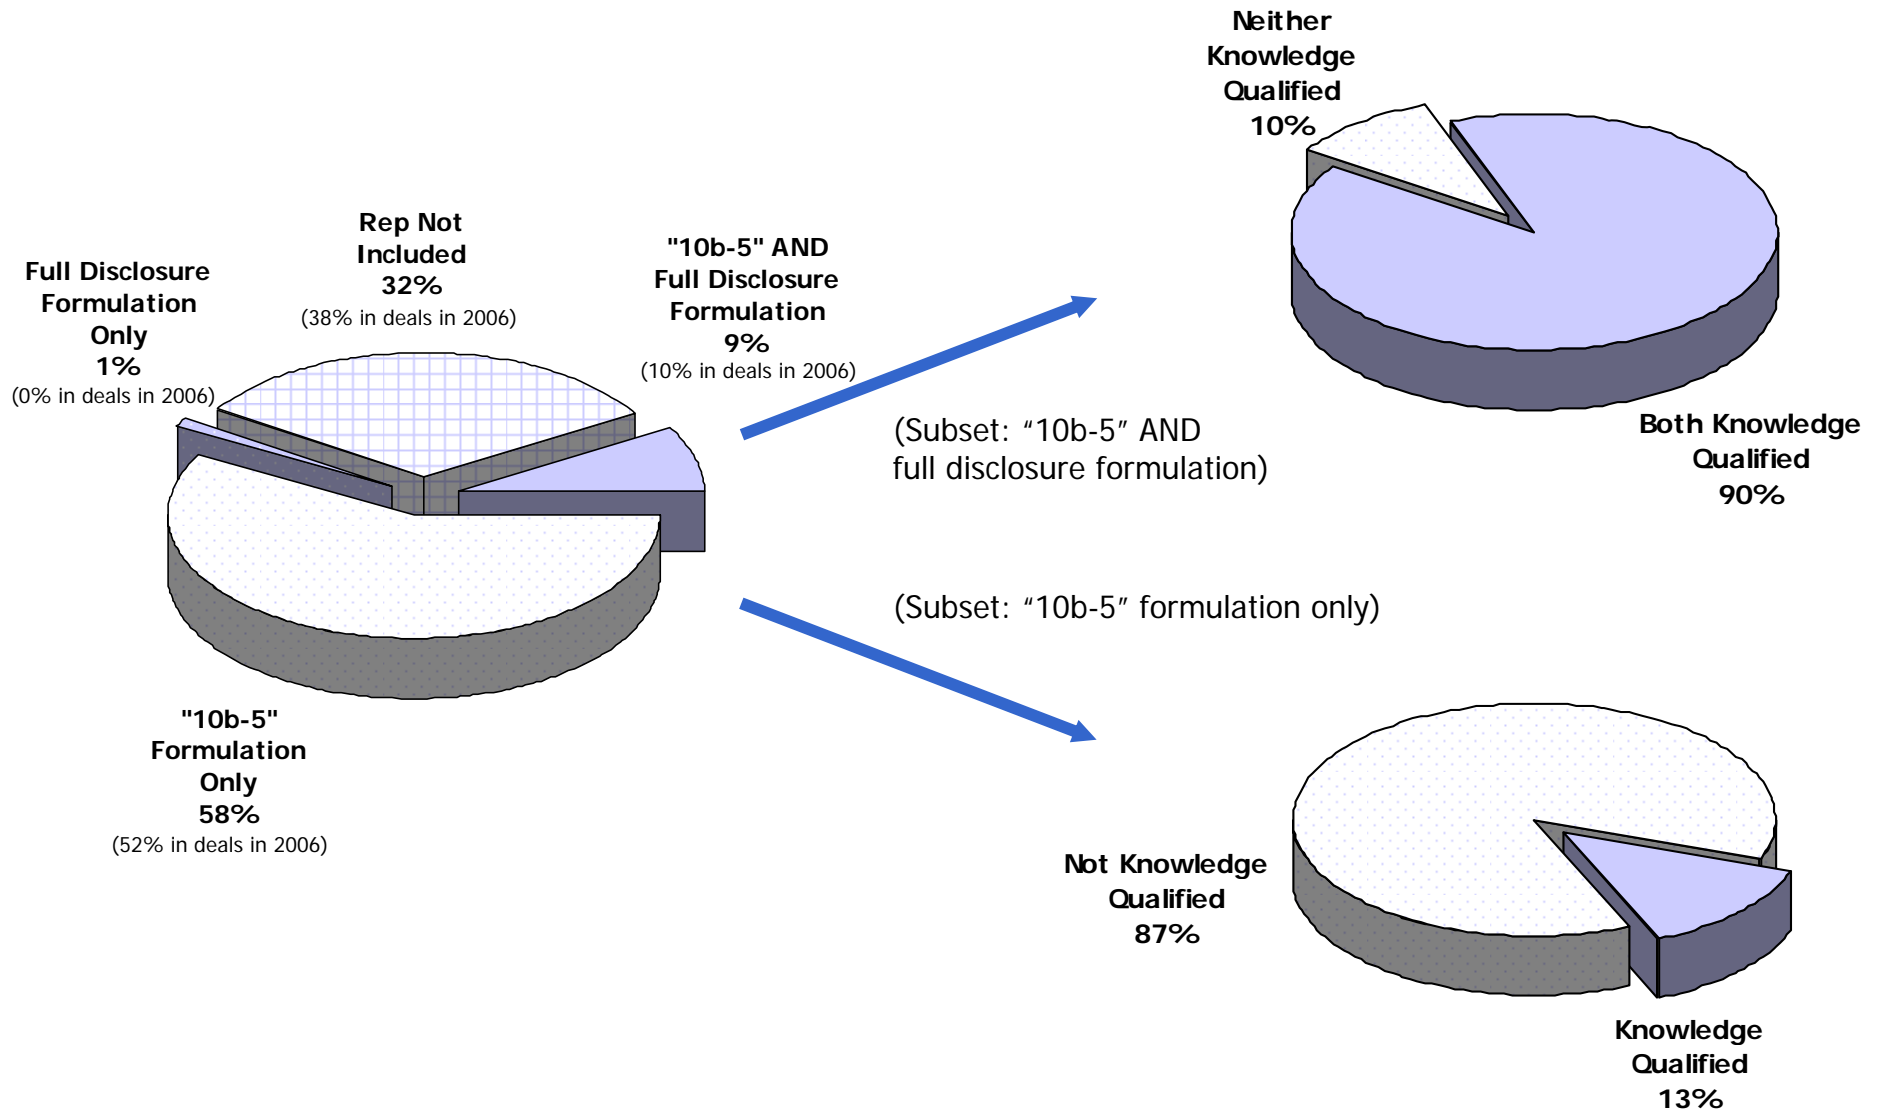 Neither
Knowledge
Qualified
10%
Rep Not
Included
32%
(38% in deals in 2006)
"10b-5" AND
Full Disclosure
Formulation
9%
(10% in deals in 2006)
Full Disclosure
Formulation
Only
1%
(0% in deals in 2006)
(Subset: “10b-5” AND
full disclosure formulation)
Both Knowledge
Qualified
90%
(Subset: “10b-5” formulation only)
"10b-5"
Formulation
Only
58%
(52% in deals in 2006)
Not Knowledge
Qualified
87%
Knowledge
Qualified
13%